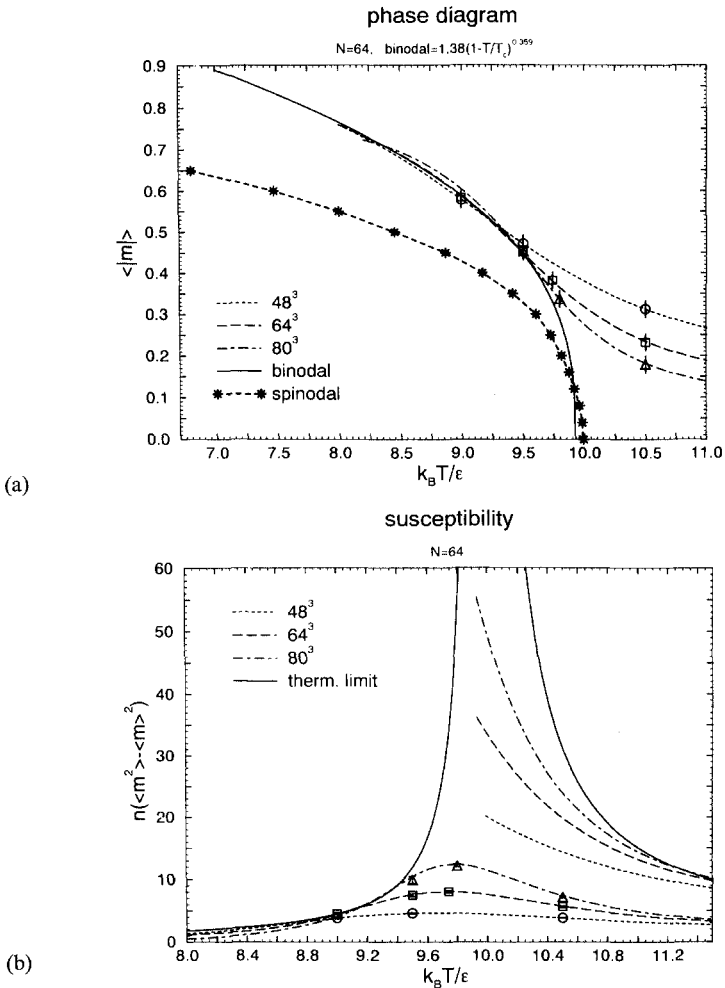 phase diagram
N=64, binodal=1.38(1-T/T_c)^0.359
0.9
0.8
0.7
0.6
0.5
0.4
0.3
0.2
0.1
0.0
<|m|>
48³
64³
80³
binodal
spinodal
7.0 7.5 8.0 8.5 9.0 9.5 10.0 10.5 11.0
k_BT/ε
(a)
susceptibility
N=64
60
50
40
30
20
10
0
n(<m²>-<m>²)
48³
64³
80³
therm. limit
8.0 8.4 8.8 9.2 9.6 10.0 10.4 10.8 11.2
k_BT/ε
(b)